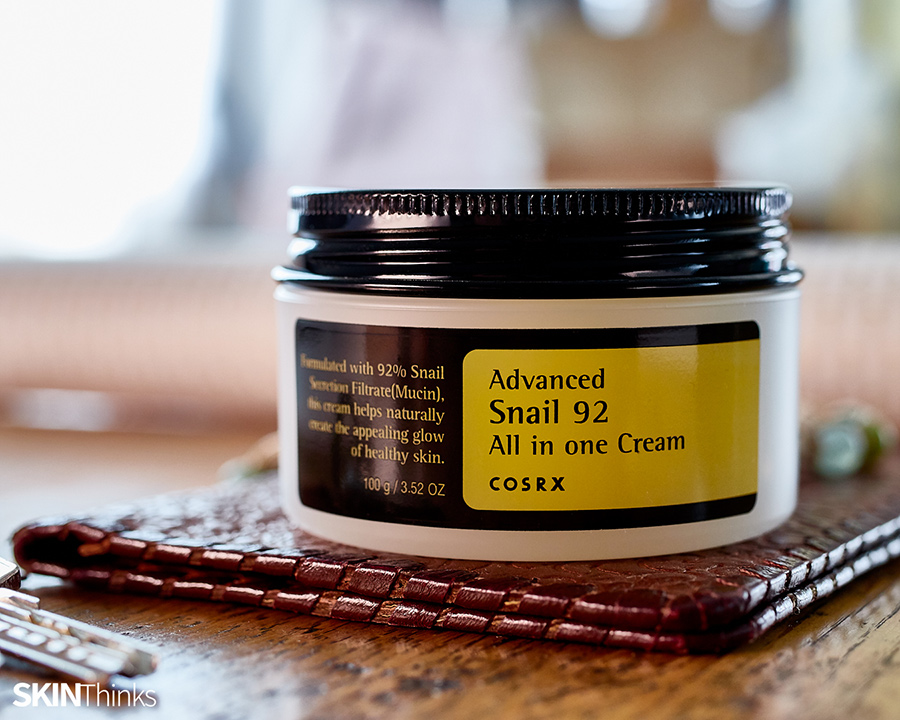 Formulated with 92% Snail
Secretion Filtrate(Mucin),
this cream helps naturally
create the appealing glow
of healthy skin.
100 g / 3.52 OZ
Advanced
Snail 92
All in one Cream
COSRX
SKINThinks